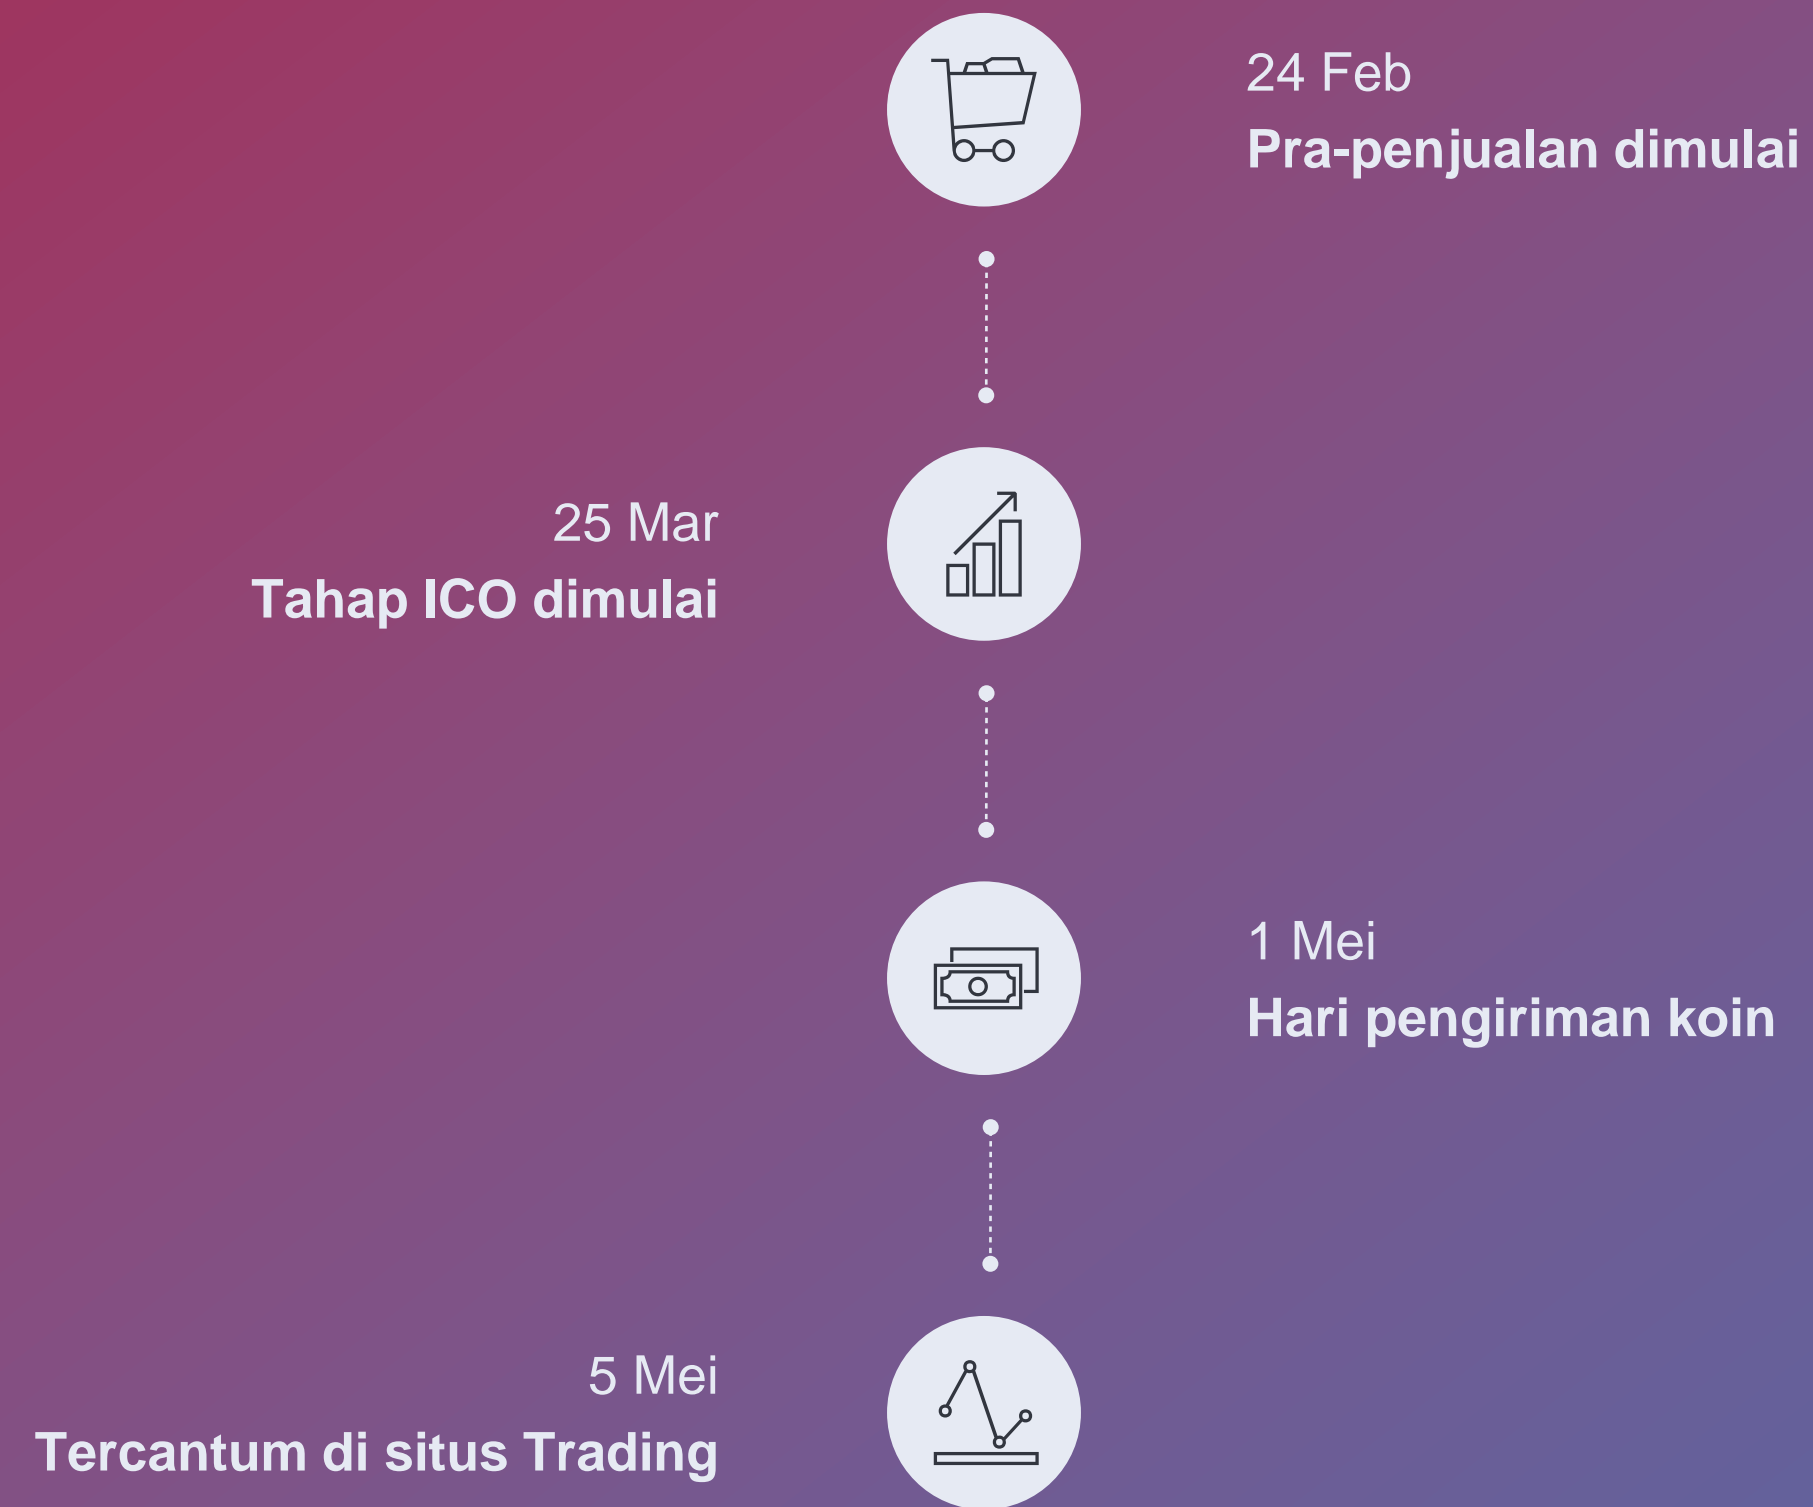 24 Feb
Pra-penjualan dimulai
25 Mar
Tahap ICO dimulai
1 Mei
Hari pengiriman koin
5 Mei
Tercantum di situs Trading